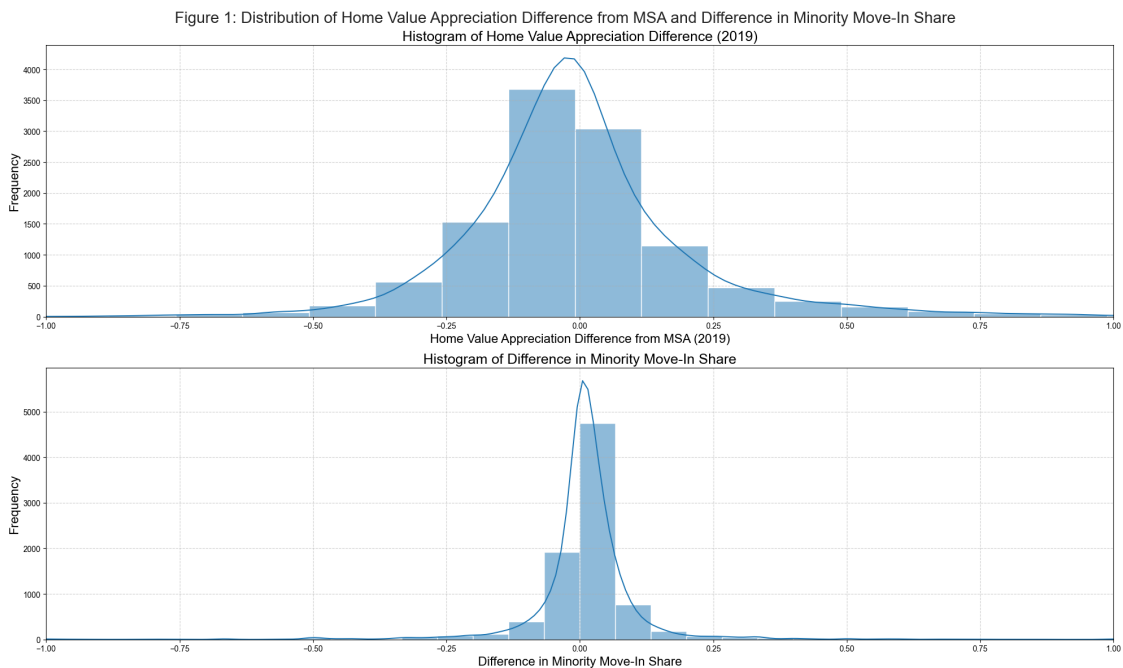 Figure 1: Distribution of Home Value Appreciation Difference from MSA and Difference in Minority Move-In Share
Histogram of Home Value Appreciation Difference (2019)
Frequency
4000
3500
3000
2500
2000
1500
1000
500
0
−1.00 −0.75 −0.50 −0.25 0.00 0.25 0.50 0.75 1.00
Home Value Appreciation Difference from MSA (2019)
Histogram of Difference in Minority Move-In Share
Frequency
5000
4000
3000
2000
1000
0
−1.00 −0.75 −0.50 −0.25 0.00 0.25 0.50 0.75 1.00
Difference in Minority Move-In Share